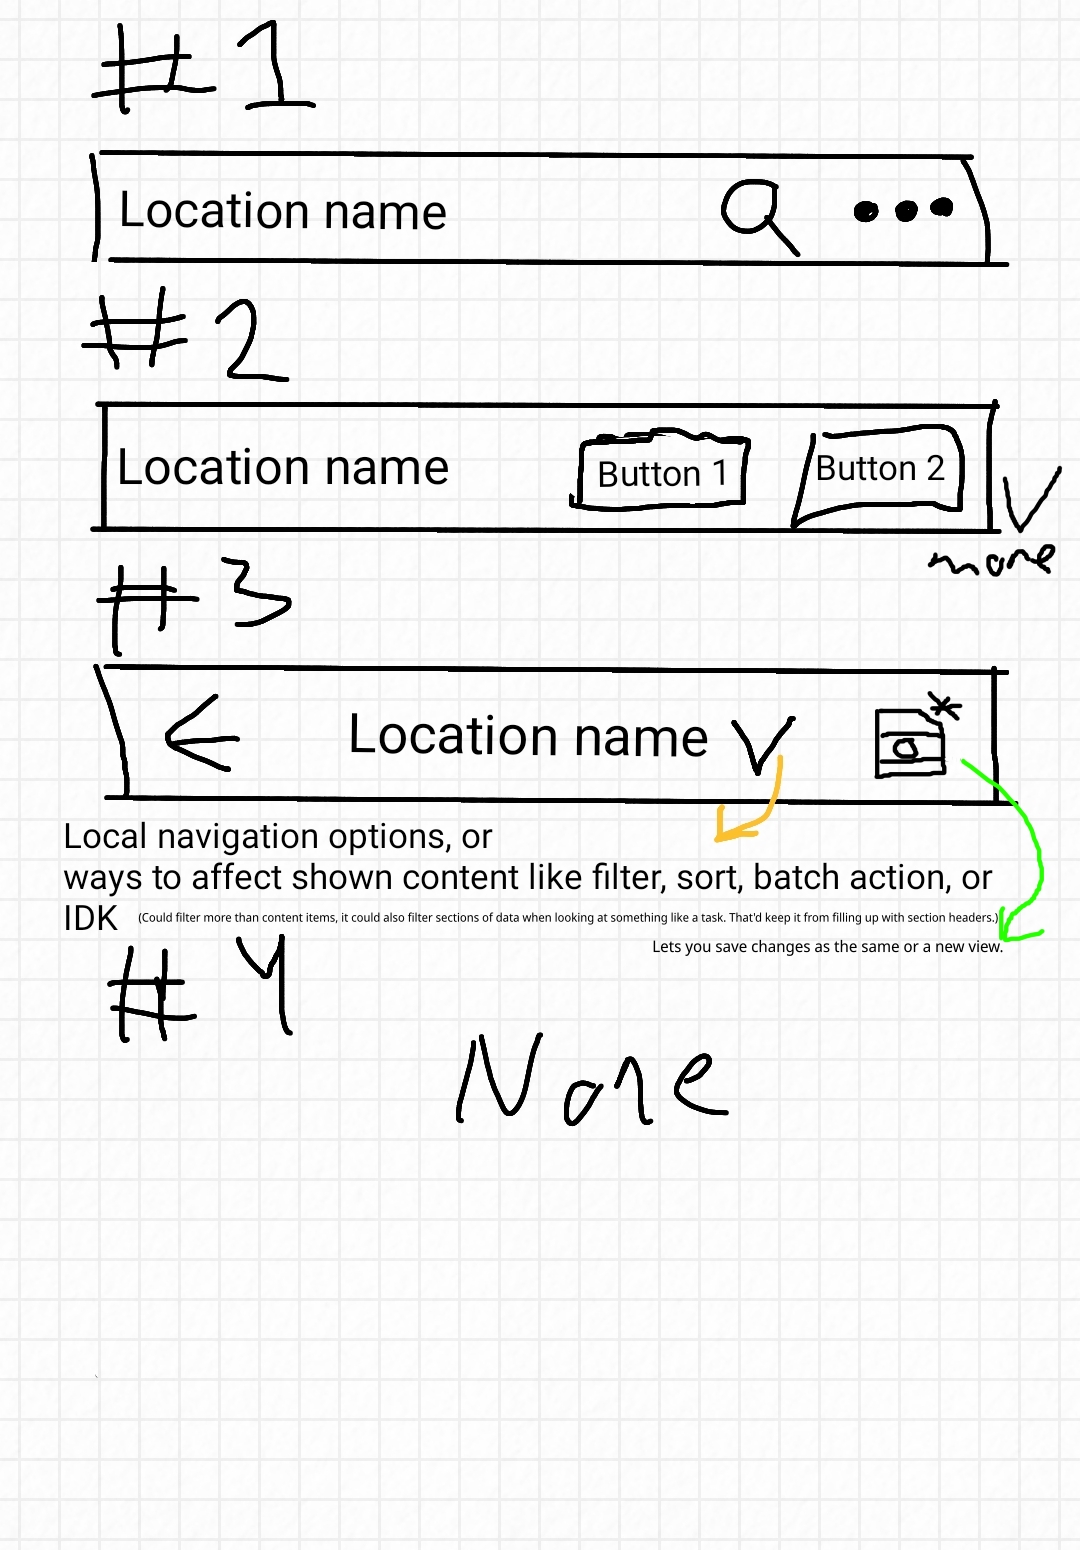 #1
Location name
#2
Location name Button 1 Button 2
more
#3
Location name
Local navigation options, or
ways to affect shown content like filter, sort, batch action, or
IDK (Could filter more than content items, it could also filter sections of data when looking at something like a task. That'd keep it from filling up with section headers.)
Lets you save changes as the same or a new view.
#4
None